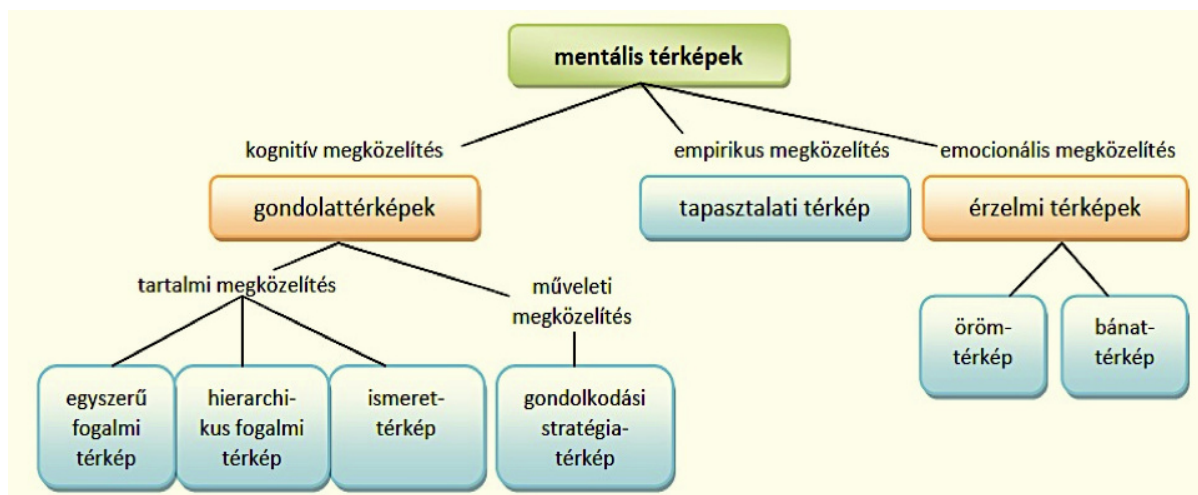 mentális térképek
kognitív megközelítés
empirikus megközelítés
emocionális megközelítés
gondolattérképek
tapasztalati térkép
érzelmi térképek
tartalmi megközelítés
műveleti
megközelítés
öröm-
térkép
bánat-
térkép
egyszerű
fogalmi
térkép
hierarchi-
kus fogalmi
térkép
ismeret-
térkép
gondolkodási
stratégia-
térkép